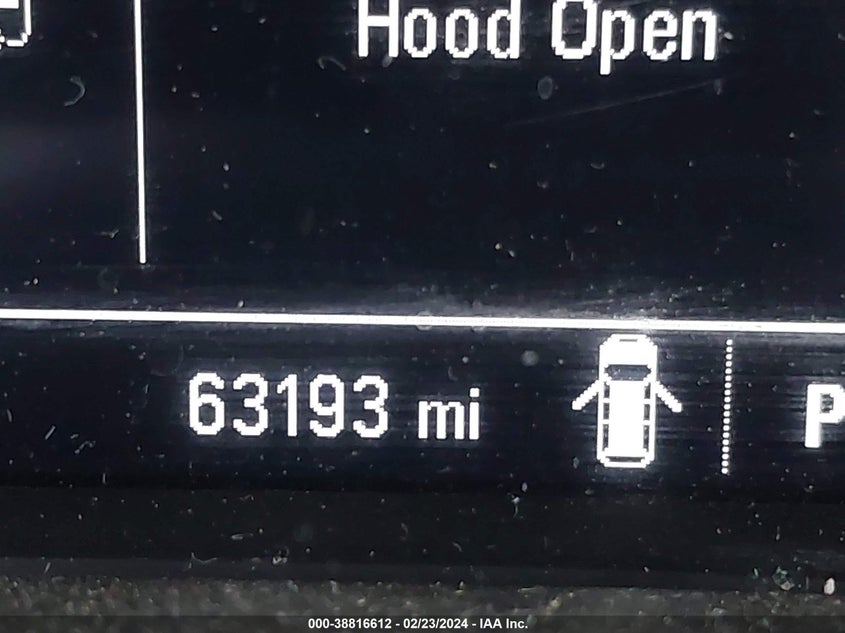 Hood Open
63193 mi
P
000-38816612 - 02/23/2024 - IAA Inc.